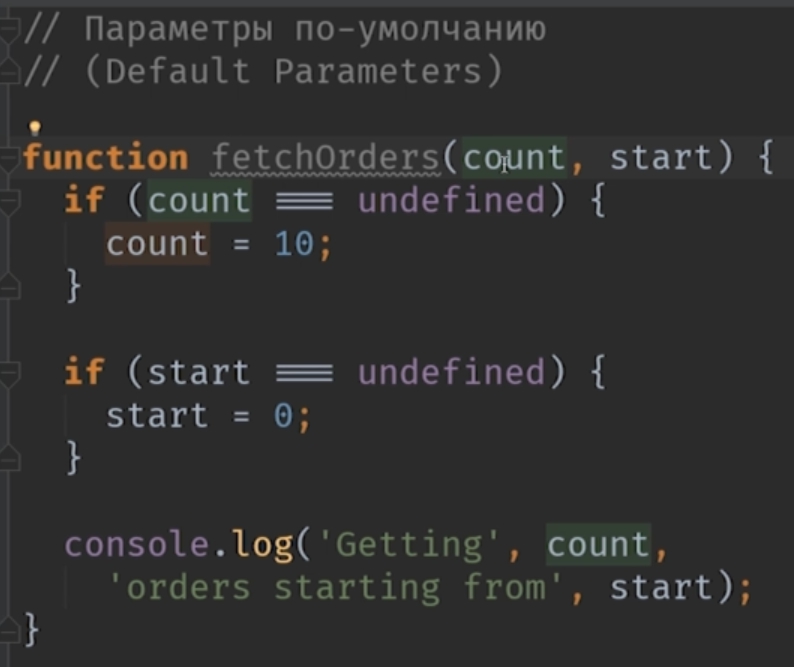 // Параметры по-умолчанию
// (Default Parameters)
function fetchOrders(count, start) {
if (count === undefined) {
count = 10;
}
if (start === undefined) {
start = 0;
}
console.log('Getting', count,
'orders starting from', start);
}